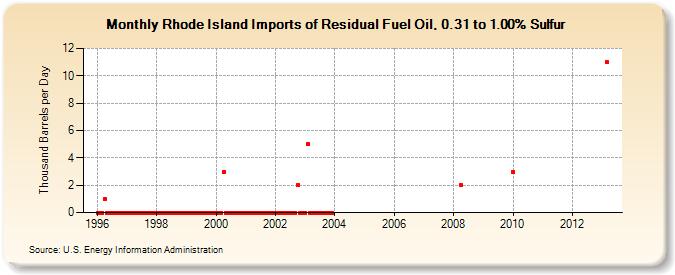 Monthly Rhode Island Imports of Residual Fuel Oil, 0.31 to 1.00% Sulfur
Thousand Barrels per Day
12
10
8
6
4
2
0
1996 1998 2000 2002 2004 2006 2008 2010 2012
Source: U.S. Energy Information Administration